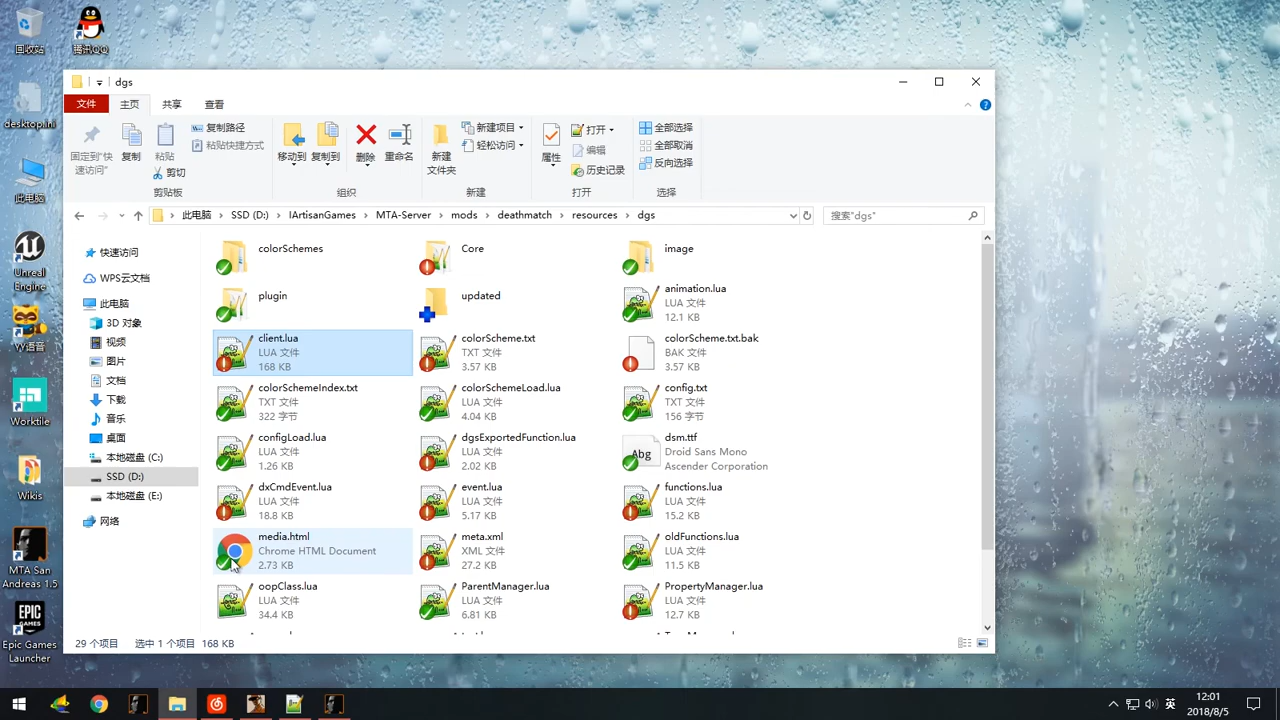 回收站
腾讯QQ
desktop.ini
此电脑
Unreal
Engine
YY语音
Worktile
Wikis
MTA San
Andreas 1.5
EPIC
GAMES
Epic Games
Launcher
dgs
文件
主页
共享
查看
固定到"快
速访问"
复制
粘贴
复制路径
粘贴快捷方式
剪切
剪贴板
移动到
复制到
删除
重命名
组织
新建
文件夹
新建项目
轻松访问
新建
属性
打开
编辑
历史记录
打开
全部选择
全部取消
反向选择
选择
此电脑
SSD (D:)
IArtisanGames
MTA-Server
mods
deathmatch
resources
dgs
搜索"dgs"
快速访问
WPS云文档
此电脑
3D 对象
视频
图片
文档
下载
音乐
桌面
本地磁盘 (C:)
SSD (D:)
本地磁盘 (E:)
网络
colorSchemes
Core
image
plugin
updated
animation.lua
LUA 文件
12.1 KB
client.lua
LUA 文件
168 KB
colorScheme.txt
TXT 文件
3.57 KB
colorScheme.txt.bak
BAK 文件
3.57 KB
colorSchemeIndex.txt
TXT 文件
322 字节
colorSchemeLoad.lua
LUA 文件
4.04 KB
config.txt
TXT 文件
156 字节
configLoad.lua
LUA 文件
1.26 KB
dgsExportedFunction.lua
LUA 文件
2.02 KB
Abg
dsm.ttf
Droid Sans Mono
Ascender Corporation
dxCmdEvent.lua
LUA 文件
18.8 KB
event.lua
LUA 文件
5.17 KB
functions.lua
LUA 文件
15.2 KB
media.html
Chrome HTML Document
2.73 KB
meta.xml
XML 文件
27.2 KB
oldFunctions.lua
LUA 文件
11.5 KB
oopClass.lua
LUA 文件
34.4 KB
ParentManager.lua
LUA 文件
6.81 KB
PropertyManager.lua
LUA 文件
12.7 KB
29 个项目
选中 1 个项目
168 KB
英
12:01
2018/8/5